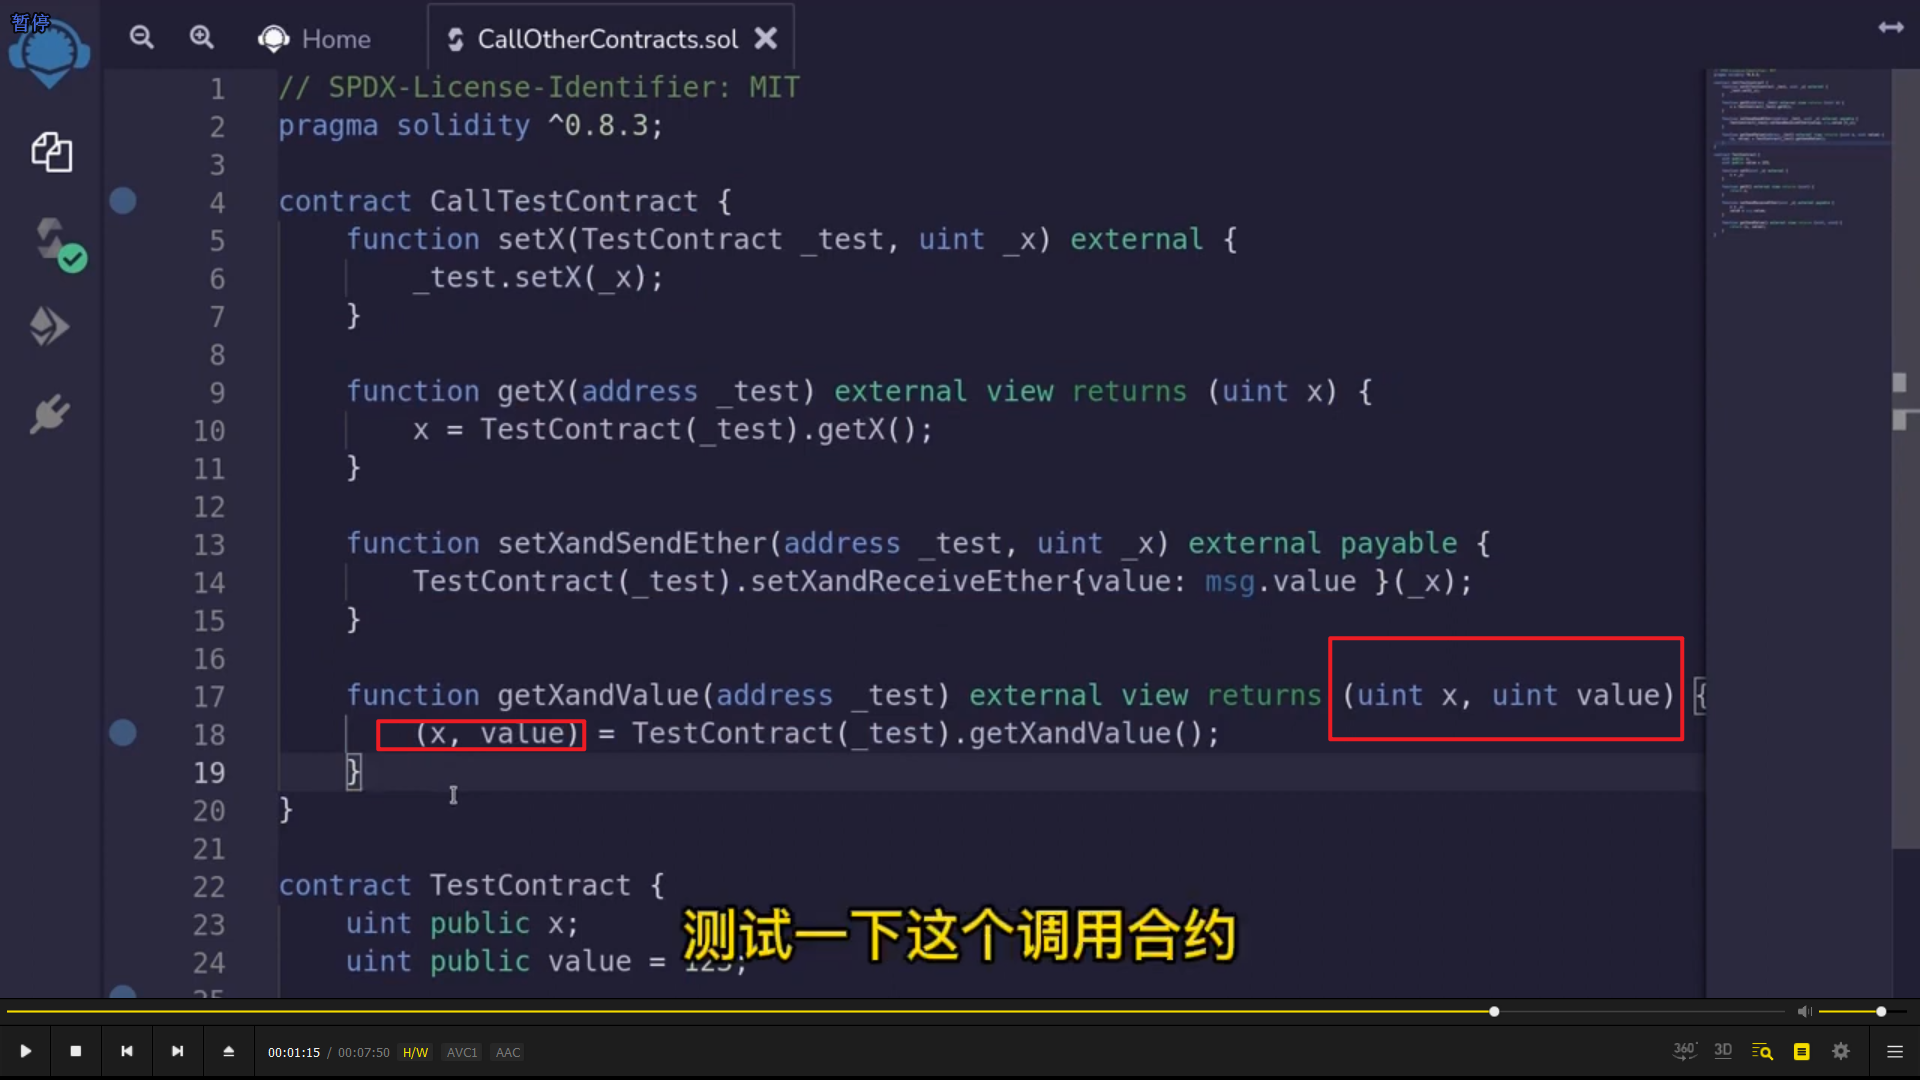 暂停
Home
CallOtherContracts.sol
1 // SPDX-License-Identifier: MIT
2 pragma solidity ^0.8.3;
3
4 contract CallTestContract {
5 function setX(TestContract _test, uint _x) external {
6 _test.setX(_x);
7 }
8
9 function getX(address _test) external view returns (uint x) {
10 x = TestContract(_test).getX();
11 }
12
13 function setXandSendEther(address _test, uint _x) external payable {
14 TestContract(_test).setXandReceiveEther{value: msg.value }(_x);
15 }
16
17 function getXandValue(address _test) external view returns (uint x, uint value) {
18 (x, value) = TestContract(_test).getXandValue();
19 }
20 }
21
22 contract TestContract {
23 uint public x;
24 uint public value = 123;
25
测试一下这个调用合约
00:01:15 / 00:07:50 H/W AVC1 AAC
360° 3D